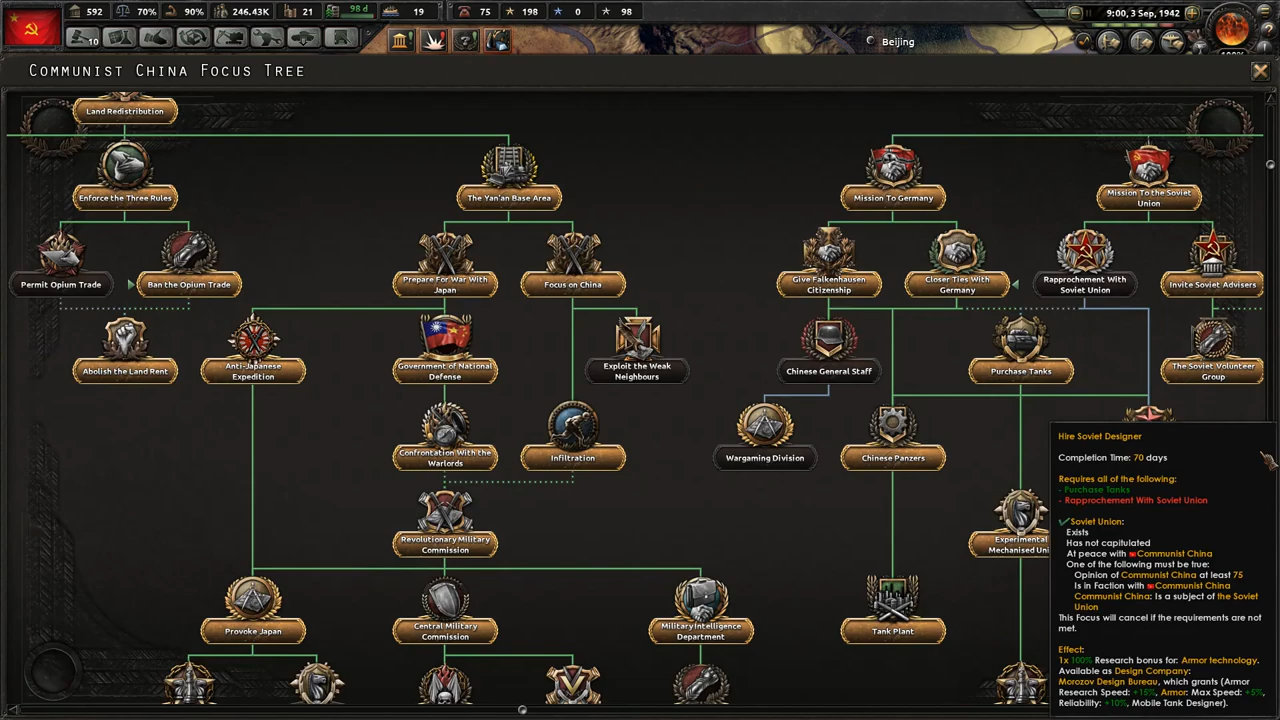 592
70%
90%
246.43K
21
98 d
19
75
198
0
98
9:00, 3 Sep, 1942
10
Beijing
COMMUNIST CHINA FOCUS TREE
Land Redistribution
Enforce the Three Rules
The Yan'an Base Area
Mission To Germany
Mission To the Soviet
Union
Permit Opium Trade
Ban the Opium Trade
Prepare For War With
Japan
Focus on China
Give Falkenhausen
Citizenship
Closer Ties With
Germany
Rapprochement With
Soviet Union
Invite Soviet Advisers
Abolish the Land Rent
Anti-Japanese
Expedition
Government of National
Defense
Exploit the Weak
Neighbours
Chinese General Staff
Purchase Tanks
The Soviet Volunteer
Group
Confrontation With the
Warlords
Infiltration
Wargaming Division
Chinese Panzers
Revolutionary Military
Commission
Experimental
Mechanised Uni
Provoke Japan
Central Military
Commission
Military Intelligence
Department
Tank Plant
Hire Soviet Designer
Completion Time: 70 days
Requires all of the following:
- Purchase Tanks
- Rapprochement With Soviet Union
Soviet Union:
Exists
Has not capitulated
At peace with Communist China
One of the following must be true:
Opinion of Communist China at least 75
Is in Faction with Communist China
Communist China: Is a subject of the Soviet
Union
This Focus will cancel if the requirements are not
met.
Effect:
1x 100% Research bonus for: Armor technology.
Available as Design Company:
Morozov Design Bureau, which grants (Armor
Research Speed: +15%, Armor: Max Speed: +5%,
Reliability: +10%, Mobile Tank Designer).